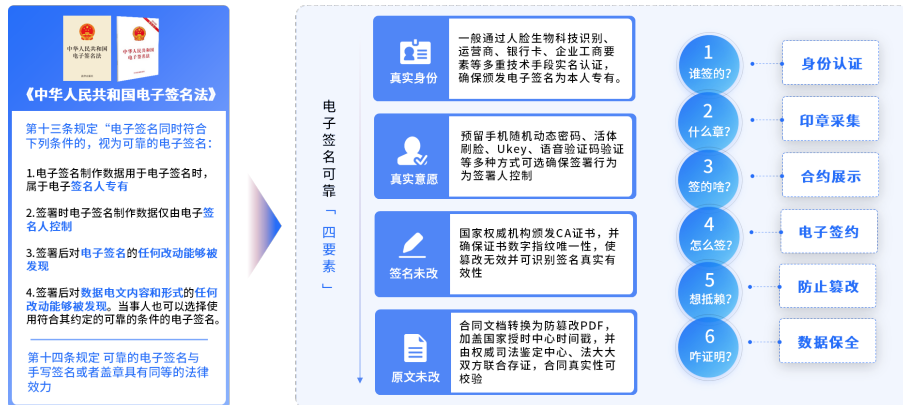 中华人民共和国
电子签名法
中华人民共和国
电子签名法
《中华人民共和国电子签名法》
第十三条规定“电子签名同时符合
下列条件的，视为可靠的电子签名：
1.电子签名制作数据用于电子签名时，
属于电子签名人专有
2.签署时电子签名制作数据仅由电子签
名人控制
3.签署后对电子签名的任何改动能够被
发现
4.签署后对数据电文内容和形式的任何
改动能够被发现。当事人也可以选择使
用符合其约定的可靠的条件的电子签名。
第十四条规定 可靠的电子签名与
手写签名或者盖章具有同等的法律
效力
电子签名可靠「四要素」
真实身份
一般通过人脸生物科技识别、
运营商、银行卡、企业工商要
素等多重技术手段实名认证，
确保颁发电子签名为本人专有。
真实意愿
预留手机随机动态密码、活体
刷脸、Ukey、语音验证码验证
等多种方式可选确保签署行为
为签署人控制
签名未改
国家权威机构颁发CA证书，并
确保证书数字指纹唯一性，使
篡改无效并可识别签名真实有
效性
原文未改
合同文档转换为防篡改PDF，
加盖国家授时中心时间戳，并
由权威司法鉴定中心、法大大
双方联合存证，合同真实性可
校验
1
谁签的？
身份认证
2
什么章？
印章采集
3
签的啥？
合约展示
4
怎么签？
电子签约
5
想抵赖？
防止篡改
6
咋证明？
数据保全